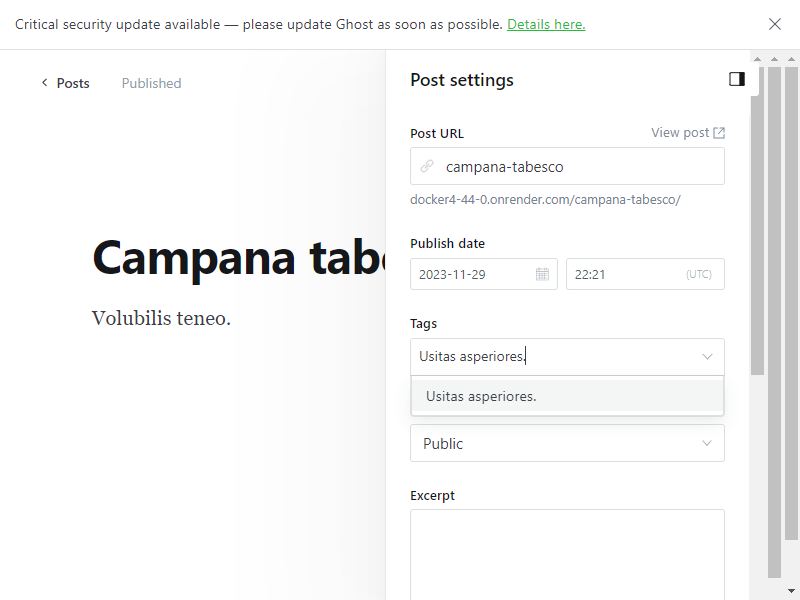 Critical security update available — please update Ghost as soon as possible. Details here.
Posts
Published
Post settings
Post URL
View post
campana-tabesco
docker4-44-0.onrender.com/campana-tabesco/
Publish date
2023-11-29
22:21
(UTC)
Campana tabe
Volubilis teneo.
Tags
Usitas asperiores.
Usitas asperiores.
Public
Excerpt